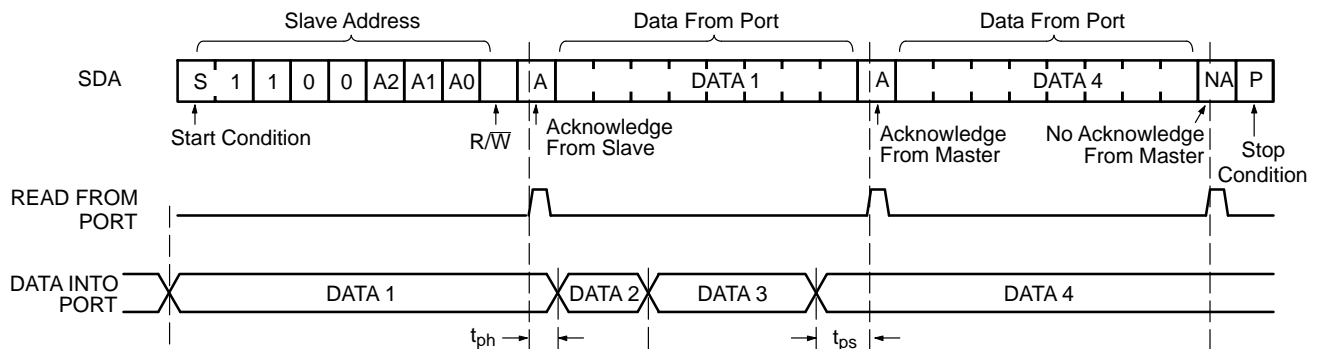 Slave Address
Data From Port
Data From Port
SDA
S 1 1 0 0 A2 A1 A0 A DATA 1 A DATA 4 NA P
Start Condition
R/W̅
Acknowledge
From Slave
Acknowledge
From Master
No Acknowledge
From Master
Stop
Condition
READ FROM
PORT
DATA INTO
PORT
DATA 1
DATA 2
DATA 3
DATA 4
tph
tps